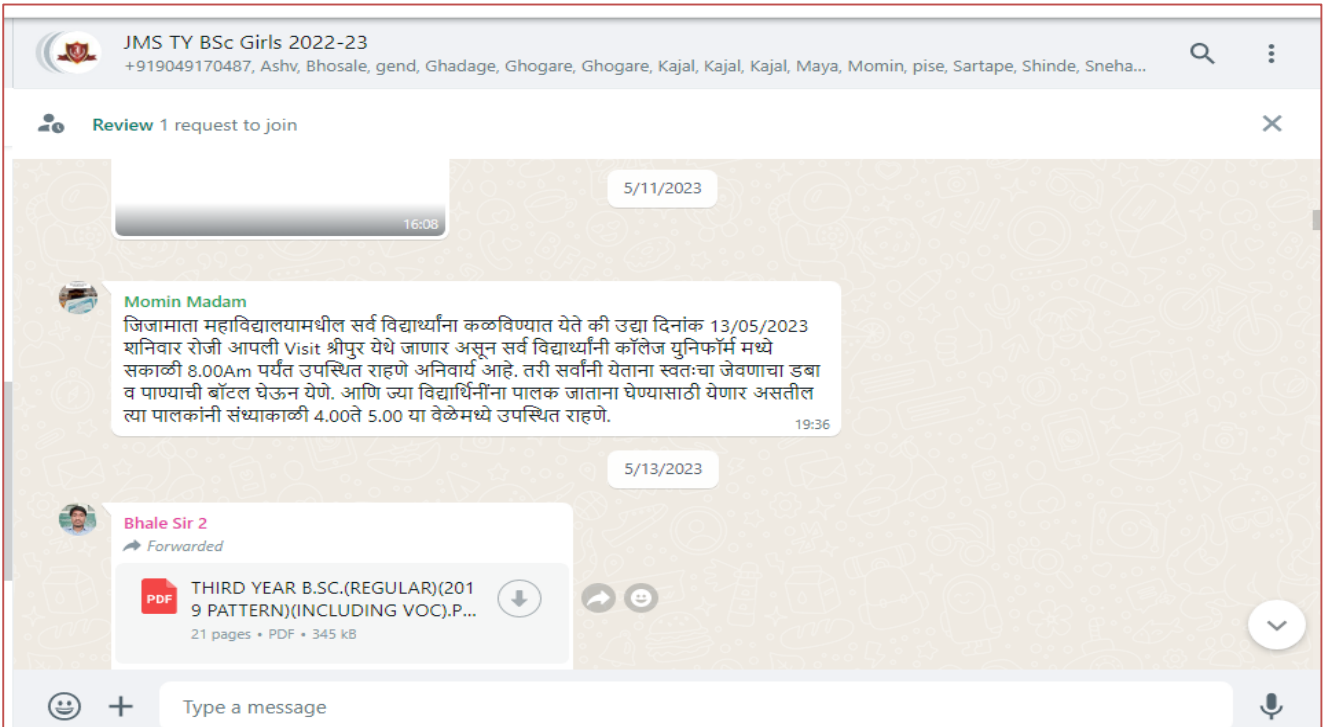 JMS TY BSc Girls 2022-23
+919049170487, Ashv, Bhosale, gend, Ghadage, Ghogare, Ghogare, Kajal, Kajal, Kajal, Maya, Momin, pise, Sartape, Shinde, Sneha...
Review 1 request to join
5/11/2023
16:08
Momin Madam
जिजामाता महाविद्यालयामधील सर्व विद्यार्थ्यांना कळविण्यात येते की उद्या दिनांक 13/05/2023
शनिवार रोजी आपली Visit श्रीपुर येथे जाणार असून सर्व विद्यार्थ्यांनी कॉलेज युनिफॉर्म मध्ये
सकाळी 8.00Am पर्यंत उपस्थित राहणे अनिवार्य आहे. तरी सर्वांनी येताना स्वतःचा जेवणाचा डबा
व पाण्याची बॉटल घेऊन येणे. आणि ज्या विद्यार्थिनींना पालक जाताना घेण्यासाठी येणार असतील
त्या पालकांनी संध्याकाळी 4.00ते 5.00 या वेळेमध्ये उपस्थित राहणे.
19:36
5/13/2023
Bhale Sir 2
Forwarded
PDF
THIRD YEAR B.SC.(REGULAR)(201
9 PATTERN)(INCLUDING VOC).P...
21 pages • PDF • 345 kB
Type a message